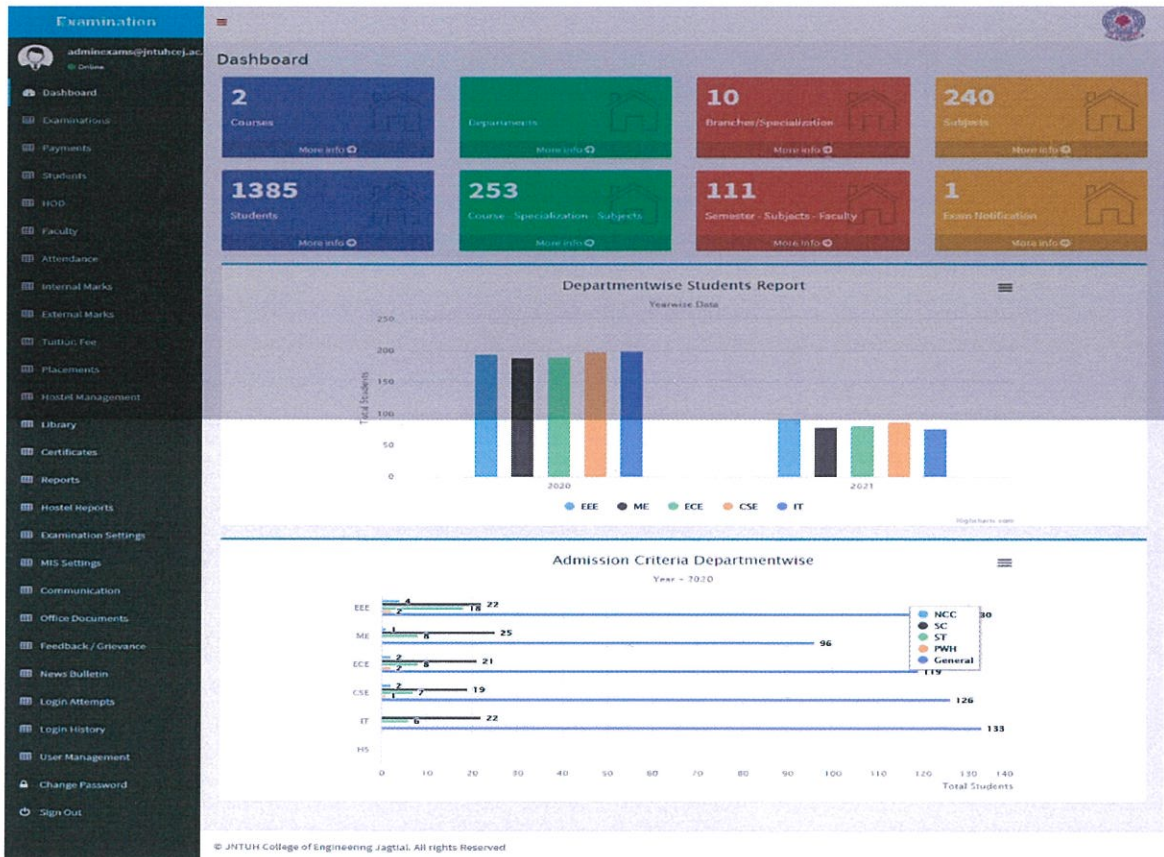 Examination
adminexams@jntuhcej.ac.
Online
Dashboard
Examinations
Payments
Students
HOD
Faculty
Attendance
Internal Marks
External Marks
Tuition Fee
Placements
Hostel Management
Library
Certificates
Reports
Hostel Reports
Examination Settings
MIS Settings
Communication
Office Documents
Feedback / Grievance
News Bulletin
Login Attempts
Login History
User Management
Change Password
Sign Out
Dashboard
2
Courses
More info
Departments
More info
10
Branches/Specialization
More info
240
Subjects
More info
1385
Students
More info
253
Course - Specialization - Subjects
More info
111
Semester - Subjects - Faculty
More info
1
Exam Notification
More info
Departmentwise Students Report
Yearwise Data
Total Students
250
200
150
100
50
0
2020 2021
EEE ME ECE CSE IT
Highcharts.com
Admission Criteria Departmentwise
Year - 2020
EEE 4 22 18 2 30
ME 1 25 8 96
ECE 2 21 8 2 119
CSE 2 19 7 1 126
IT 22 6 133
HS
NCC
SC
ST
PWH
General
0 10 20 30 40 50 60 70 80 90 100 110 120 130 140
Total Students
© JNTUH College of Engineering Jagtial. All rights Reserved